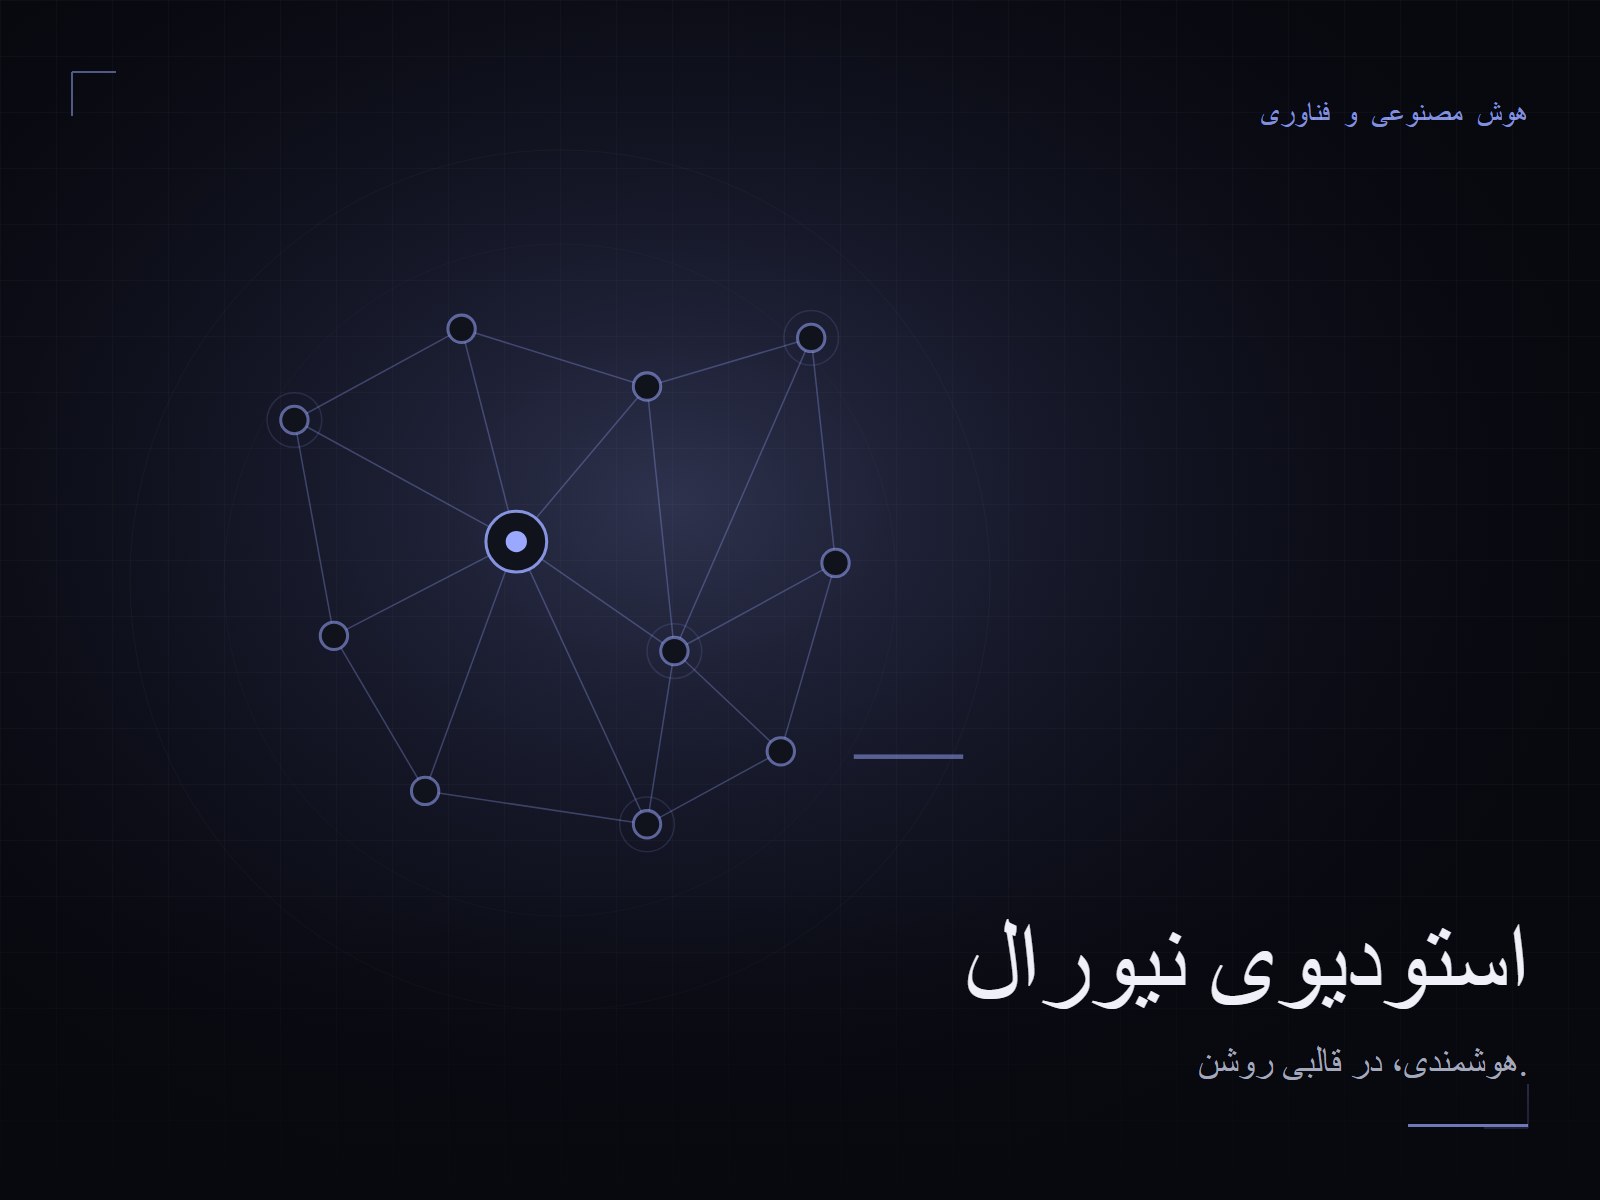 هوش مصنوعی و فناوری
استودیوی نیورال
هوشمندی، در قالبی روشن.